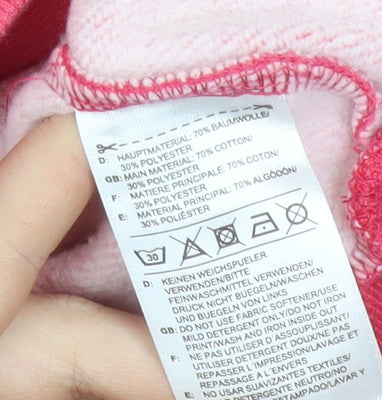 D: HAUPTMATERIAL 70% BAUMWOLLE/
30% POLYESTER
GB: MAIN MATERIAL 70% COTTON/
30% POLYESTER
F: MATIERE PRINCIPALE: 70% COTON/
30% POLYESTER
E: MATERIAL PRINCIPAL: 70% ALGODÓN/
30% POLIÉSTER
30
D: KEINEN WEICHSPUELER
VERWENDEN/BITTE
FEINWASCHMITTEL VERWENDEN/
DRUCK NICHT BUEGELN/WASCHEN
UND BUEGELN VON LINKS
GB: DO NOT USE FABRIC SOFTENER/USE
MILD DETERGENT ONLY/DO NOT IRON
PRINT/WASH AND IRON INSIDE OUT
F: NE PAS UTILISER D'ASSOUPLISSANT/
UTILISER DETERGENT DOUX/NE PAS
REPASSER L'IMPRESSION/LAVAGE ET
REPASSAGE A L'ENVERS
E: NO USAR SUAVIZANTES TEXTILES/
DETERGENTE NEUTRO/NO